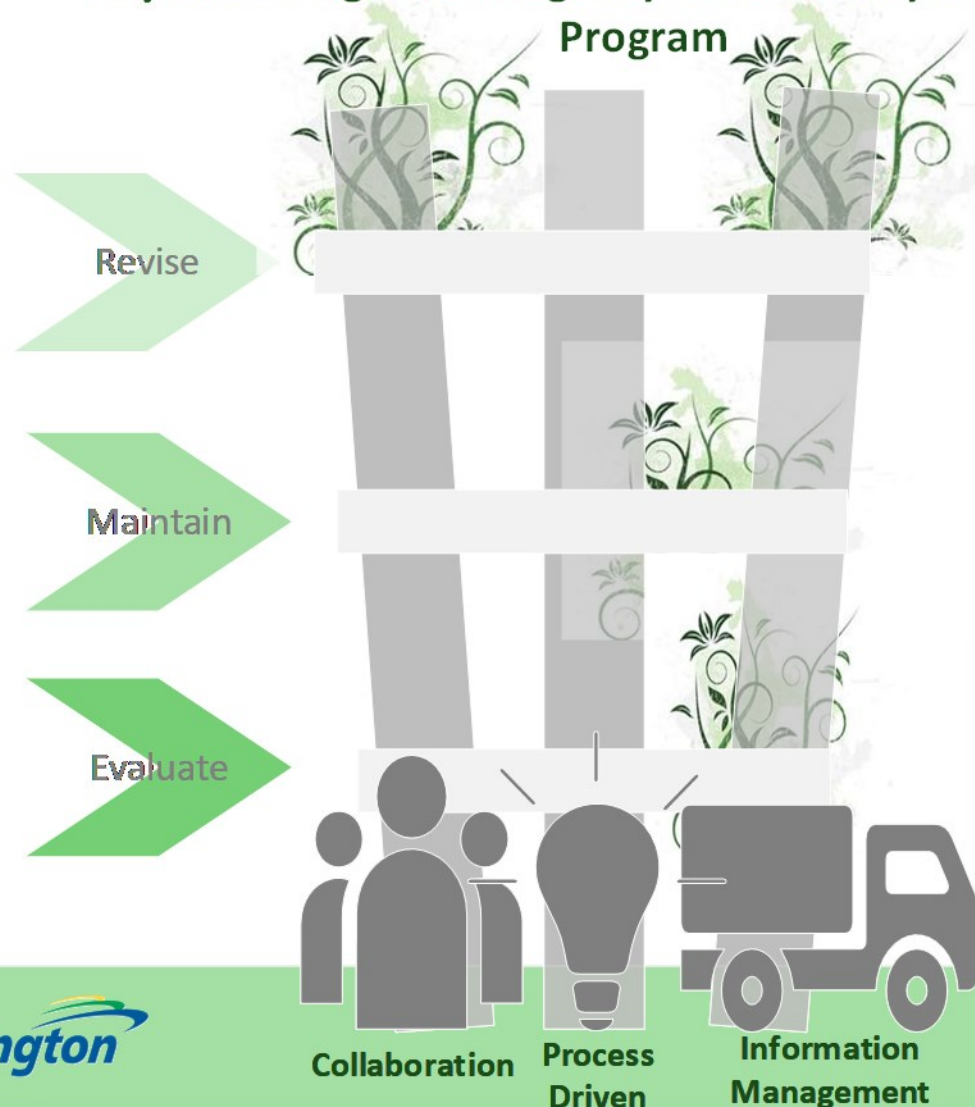 Program
Revise
Maintain
Evaluate
ngton
Collaboration
Process
Driven
Information
Management